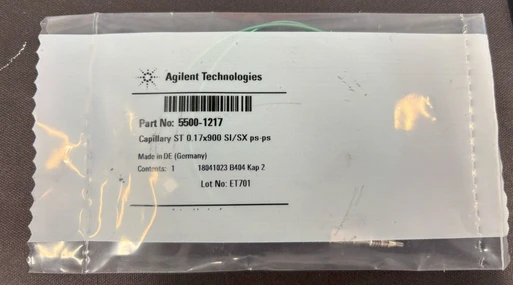 Agilent Technologies
Part No: 5500-1217
Capillary ST 0.17x900 SI/SX ps-ps
Made in DE (Germany)
Contents: 1 18041023 B404 Kap 2
Lot No: ET701